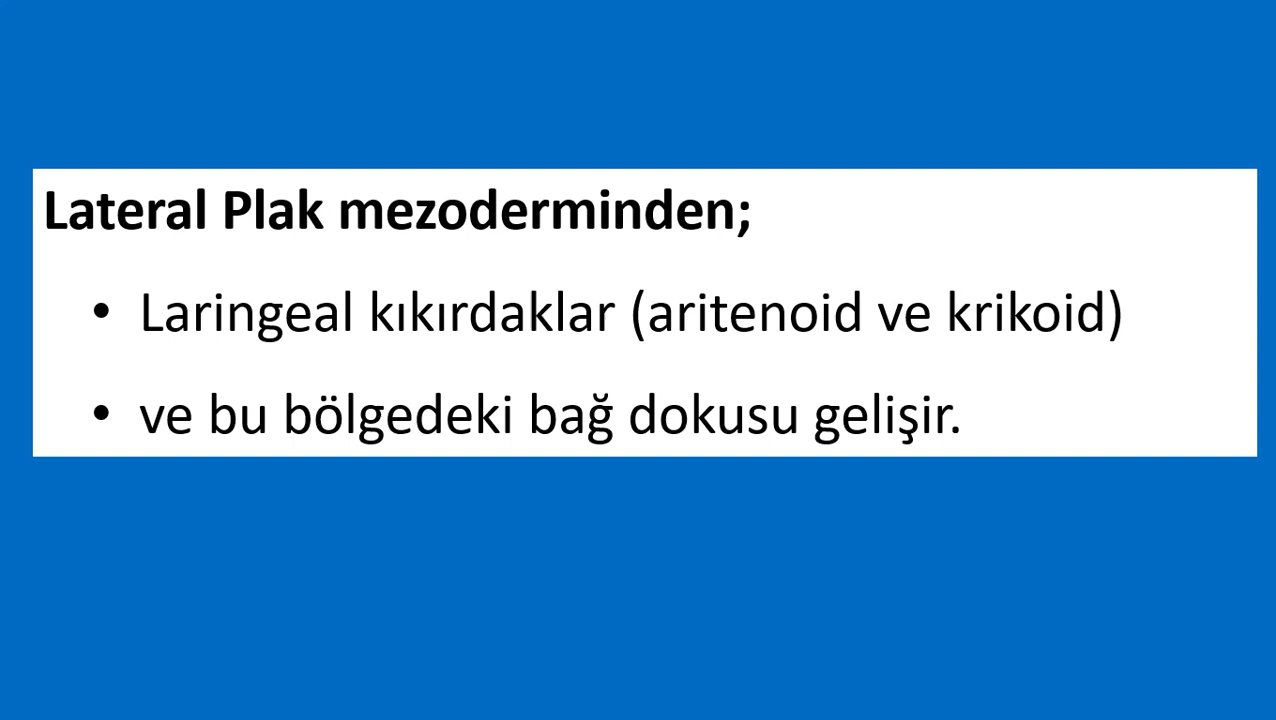 Lateral Plak mezoderminden;
• Laringeal kıkırdaklar (aritenoid ve krikoid)
• ve bu bölgedeki bağ dokusu gelişir.